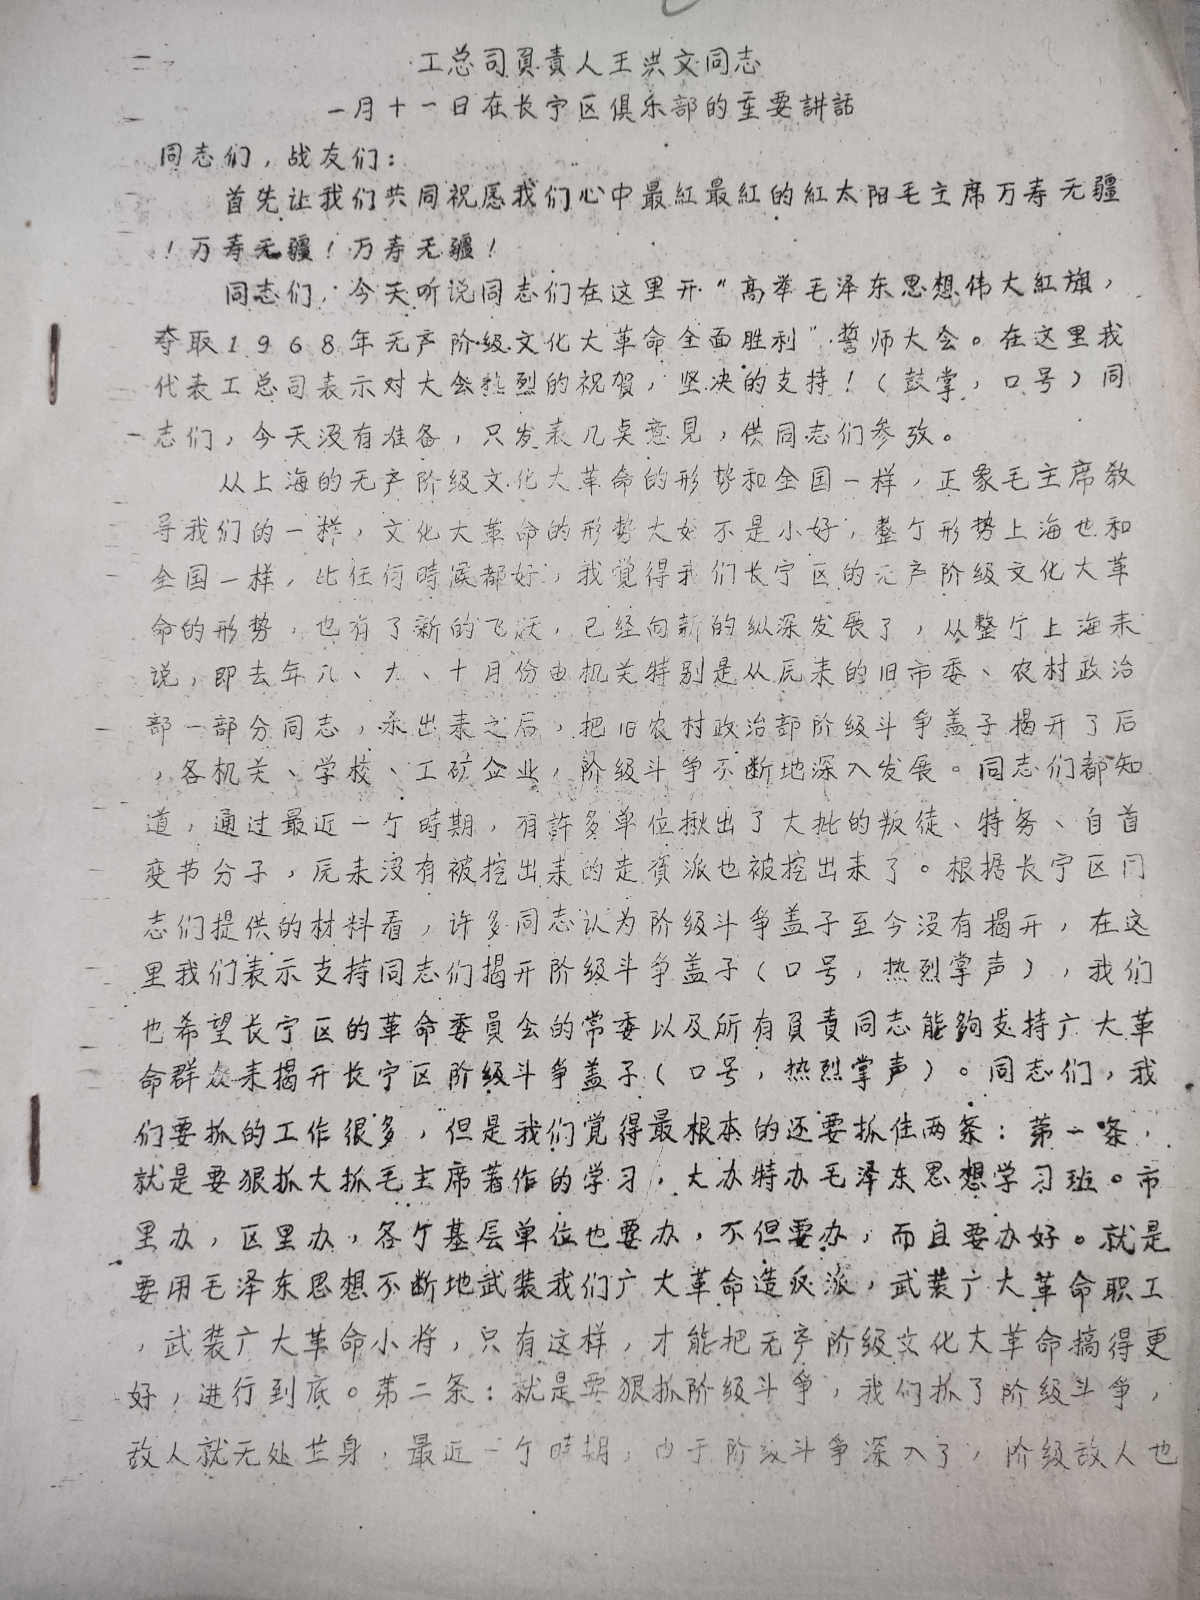 工总司負責人王洪文同志
一月十一日在长宁区俱乐部的重要讲話
同志们，战友们：
首先让我们共同祝愿我们心中最紅最紅的紅太阳毛主席万寿无疆
！万寿无疆！万寿无疆！
同志们，今天听说同志们在这里开“高举毛泽东思想伟大紅旗，
夺取1968年无产阶级文化大革命全面胜利”誓师大会。在这里我
代表工总司表示对大会热烈的祝贺，坚决的支持！（鼓掌，口号）同
志们，今天没有准备，只发表几点意見，供同志们参攷。
从上海的无产阶级文化大革命的形势和全国一样，正象毛主席教
导我们的一样，文化大革命的形势大好不是小好，整个形势上海也和
全国一样，比任何時候都好，我觉得我们长宁区的无产阶级文化大革
命的形势，也有了新的飞跃，已经向新的纵深发展了，从整个上海来
说，即去年八、九、十月份由机关特别是从原来的旧市委、农村政治
部一部分同志，杀出来之后，把旧农村政治部阶级斗争盖子揭开了后
，各机关、学校、工矿企业，阶级斗争不断地深入发展。同志们都知
道，通过最近一个時期，有許多单位揪出了大批的叛徒、特务、自首
变节分子，原来没有被挖出来的走資派也被挖出来了。根据长宁区同
志们提供的材料看，许多同志认为阶级斗争盖子至今没有揭开，在这
里我们表示支持同志们揭开阶级斗争盖子（口号，热烈掌声），我们
也希望长宁区的革命委員会的常委以及所有負責同志能夠支持广大革
命群众来揭开长宁区阶级斗争盖子（口号，热烈掌声）。同志们，我
们要抓的工作很多，但是我们觉得最根本的还要抓住两条：第一条，
就是要狠抓大抓毛主席著作的学习，大办特办毛泽东思想学习班。市
里办，区里办，各个基层单位也要办，不但要办，而且要办好。就是
要用毛泽东思想不断地武装我们广大革命造反派，武装广大革命职工
，武装广大革命小将，只有这样，才能把无产阶级文化大革命搞得更
好，进行到底。第二条：就是要狠抓阶级斗争，我们抓了阶级斗争，
敌人就无处芷身，最近一个時期，由于阶级斗争深入了，阶级敌人也